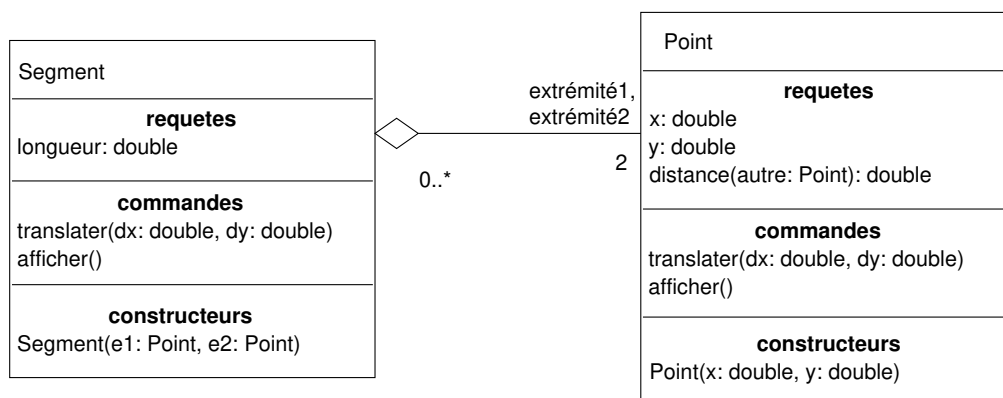 Segment
requetes
longueur: double
commandes
translater(dx: double, dy: double)
afficher()
constructeurs
Segment(e1: Point, e2: Point)
extrémité1,
extrémité2
0..*
2
Point
requetes
x: double
y: double
distance(autre: Point): double
commandes
translater(dx: double, dy: double)
afficher()
constructeurs
Point(x: double, y: double)